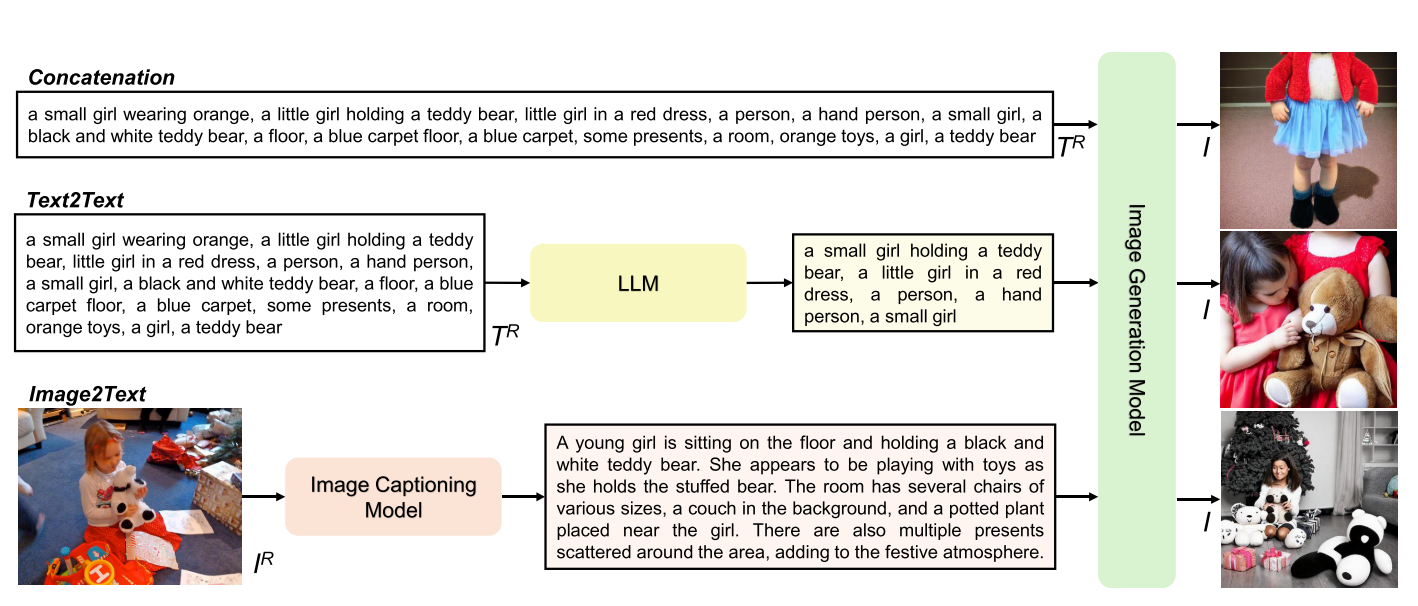 Concatenation
a small girl wearing orange, a little girl holding a teddy bear, little girl in a red dress, a person, a hand person, a small girl, a
black and white teddy bear, a floor, a blue carpet floor, a blue carpet, some presents, a room, orange toys, a girl, a teddy bear
T^R
I
Text2Text
a small girl wearing orange, a little girl holding a teddy
bear, little girl in a red dress, a person, a hand person,
a small girl, a black and white teddy bear, a floor, a blue
carpet floor, a blue carpet, some presents, a room,
orange toys, a girl, a teddy bear
T^R
LLM
a small girl holding a teddy
bear, a little girl in a red
dress, a person, a hand
person, a small girl
Image Generation Model
I
Image2Text
I^R
Image Captioning
Model
A young girl is sitting on the floor and holding a black and
white teddy bear. She appears to be playing with toys as
she holds the stuffed bear. The room has several chairs of
various sizes, a couch in the background, and a potted plant
placed near the girl. There are also multiple presents
scattered around the area, adding to the festive atmosphere.
I